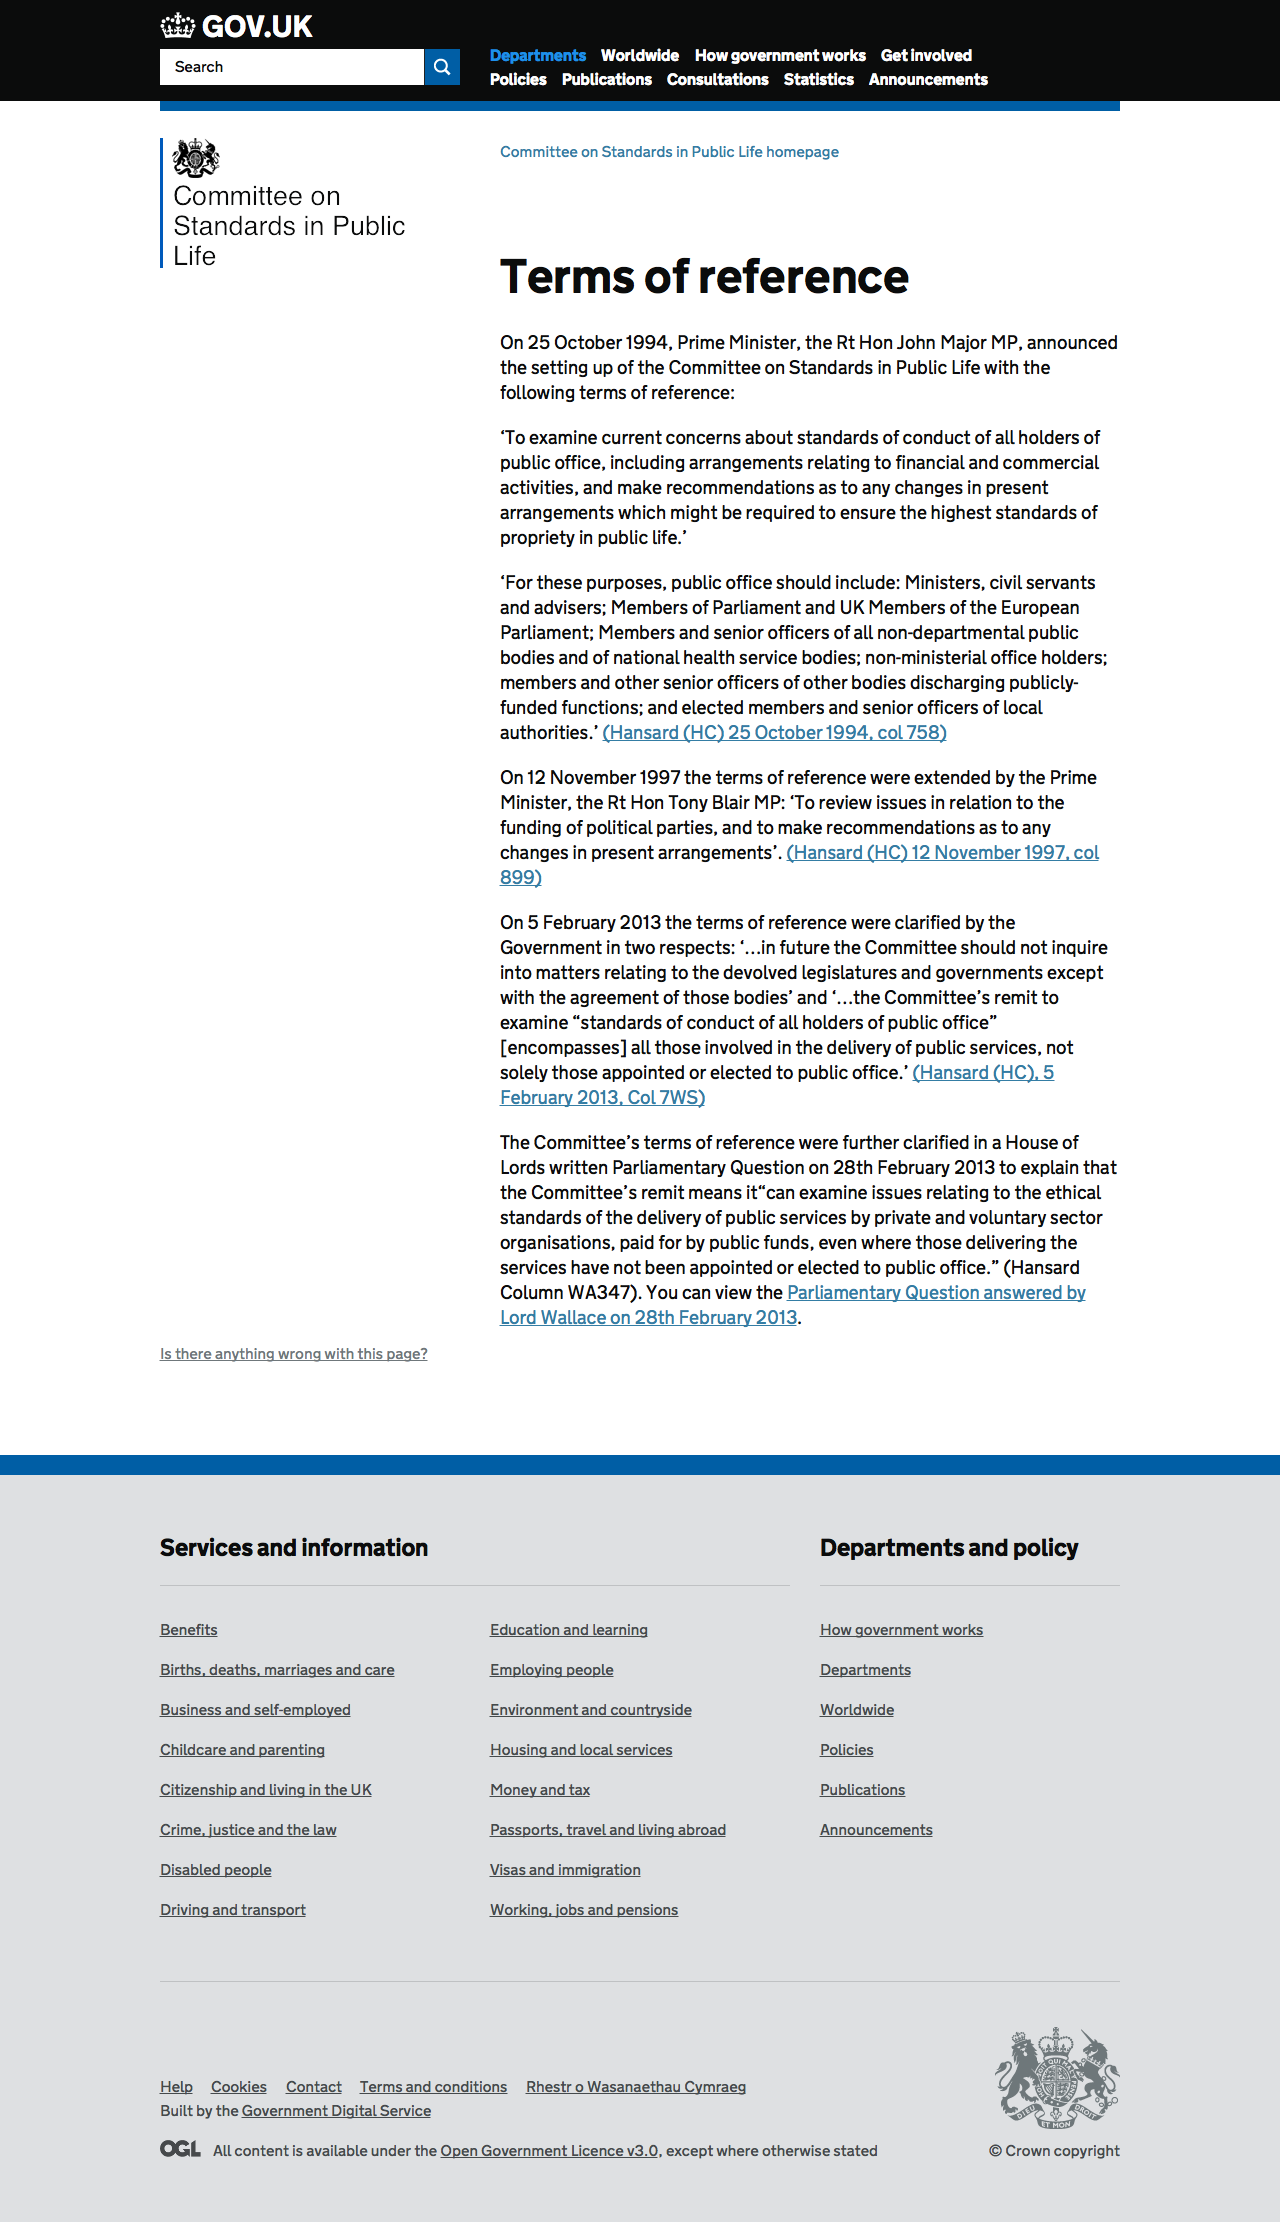 GOV.UK
Search
Departments Worldwide How government works Get involved
Policies Publications Consultations Statistics Announcements
Committee on
Standards in Public
Life
Committee on Standards in Public Life homepage
Terms of reference
On 25 October 1994, Prime Minister, the Rt Hon John Major MP, announced
the setting up of the Committee on Standards in Public Life with the
following terms of reference:
‘To examine current concerns about standards of conduct of all holders of
public office, including arrangements relating to financial and commercial
activities, and make recommendations as to any changes in present
arrangements which might be required to ensure the highest standards of
propriety in public life.’
‘For these purposes, public office should include: Ministers, civil servants
and advisers; Members of Parliament and UK Members of the European
Parliament; Members and senior officers of all non-departmental public
bodies and of national health service bodies; non-ministerial office holders;
members and other senior officers of other bodies discharging publicly-
funded functions; and elected members and senior officers of local
authorities.’ (Hansard (HC) 25 October 1994, col 758)
On 12 November 1997 the terms of reference were extended by the Prime
Minister, the Rt Hon Tony Blair MP: ‘To review issues in relation to the
funding of political parties, and to make recommendations as to any
changes in present arrangements’. (Hansard (HC) 12 November 1997, col
899)
On 5 February 2013 the terms of reference were clarified by the
Government in two respects: ‘…in future the Committee should not inquire
into matters relating to the devolved legislatures and governments except
with the agreement of those bodies’ and ‘…the Committee’s remit to
examine “standards of conduct of all holders of public office”
[encompasses] all those involved in the delivery of public services, not
solely those appointed or elected to public office.’ (Hansard (HC), 5
February 2013, Col 7WS)
The Committee’s terms of reference were further clarified in a House of
Lords written Parliamentary Question on 28th February 2013 to explain that
the Committee’s remit means it“can examine issues relating to the ethical
standards of the delivery of public services by private and voluntary sector
organisations, paid for by public funds, even where those delivering the
services have not been appointed or elected to public office.” (Hansard
Column WA347). You can view the Parliamentary Question answered by
Lord Wallace on 28th February 2013.
Is there anything wrong with this page?
Services and information
Benefits
Births, deaths, marriages and care
Business and self-employed
Childcare and parenting
Citizenship and living in the UK
Crime, justice and the law
Disabled people
Driving and transport
Education and learning
Employing people
Environment and countryside
Housing and local services
Money and tax
Passports, travel and living abroad
Visas and immigration
Working, jobs and pensions
Departments and policy
How government works
Departments
Worldwide
Policies
Publications
Announcements
Help Cookies Contact Terms and conditions Rhestr o Wasanaethau Cymraeg
Built by the Government Digital Service
OGL All content is available under the Open Government Licence v3.0, except where otherwise stated
DIEU ET MON DROIT
© Crown copyright